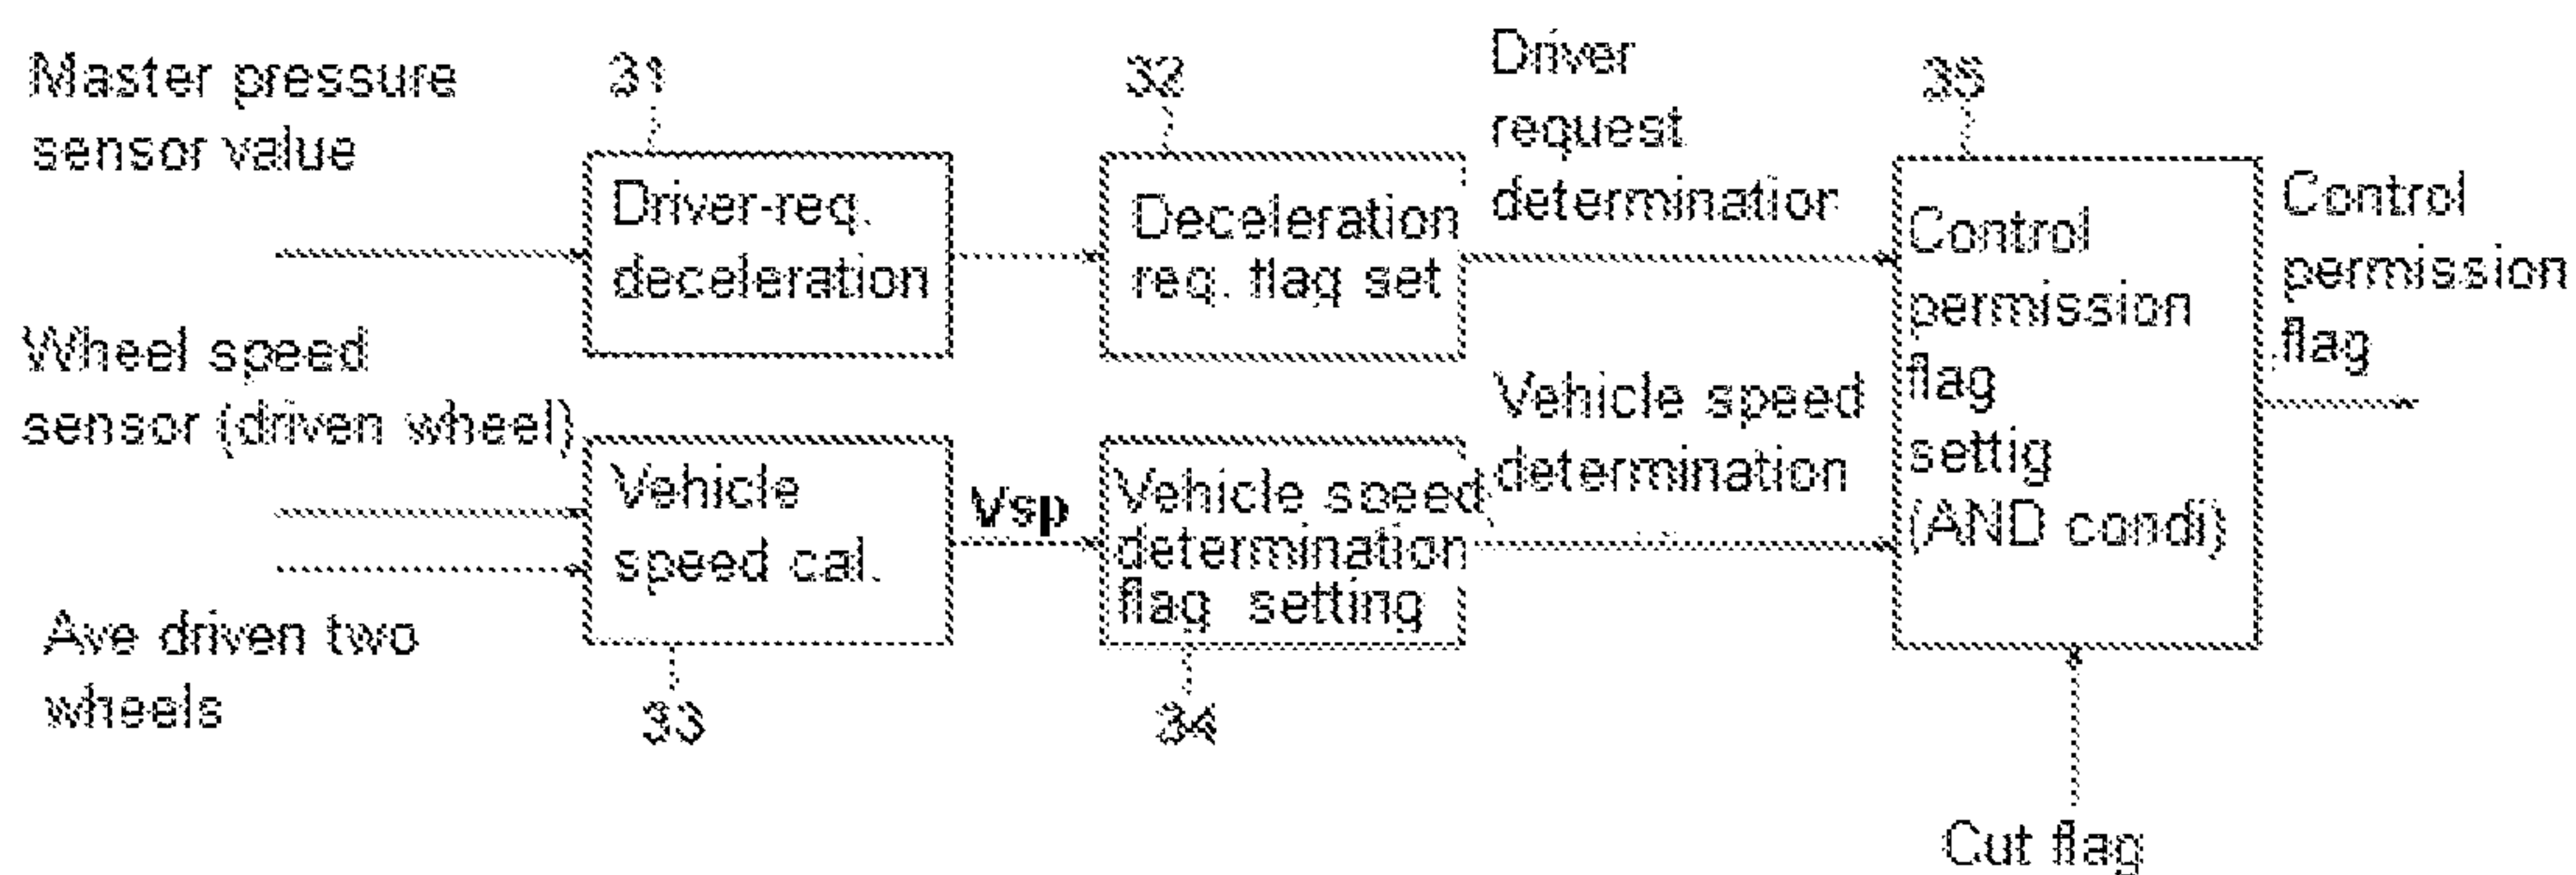 Master pressure
sensor value
31
Driver-req.
deceleration
32
Deceleration
req. flag set
Driver
request
determination
35
Control
permission
flag
settig
(AND condi)
Control
permission
flag
Wheel speed
sensor (driven wheel)
Vehicle
speed cal.
Vsp
Vehicle speed
determination
flag setting
Vehicle speed
determination
Ave driven two
wheels
33
34
Cut flag